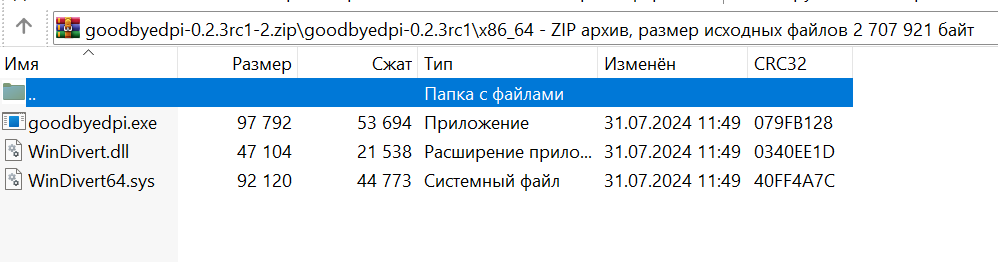 goodbyedpi-0.2.3rc1-2.zip\goodbyedpi-0.2.3rc1\x86_64 - ZIP архив, размер исходных файлов 2 707 921 байт
Имя Размер Сжат Тип Изменён CRC32
.. Папка с файлами
goodbyedpi.exe 97 792 53 694 Приложение 31.07.2024 11:49 079FB128
WinDivert.dll 47 104 21 538 Расширение прило... 31.07.2024 11:49 0340EE1D
WinDivert64.sys 92 120 44 773 Системный файл 31.07.2024 11:49 40FF4A7C